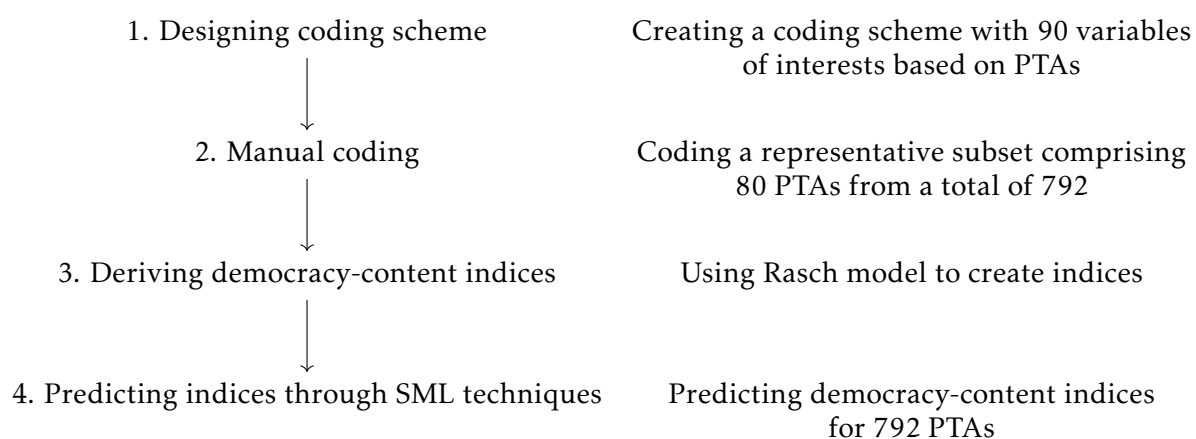 1. Designing coding scheme
Creating a coding scheme with 90 variables
of interests based on PTAs
2. Manual coding
Coding a representative subset comprising
80 PTAs from a total of 792
3. Deriving democracy-content indices
Using Rasch model to create indices
4. Predicting indices through SML techniques
Predicting democracy-content indices
for 792 PTAs